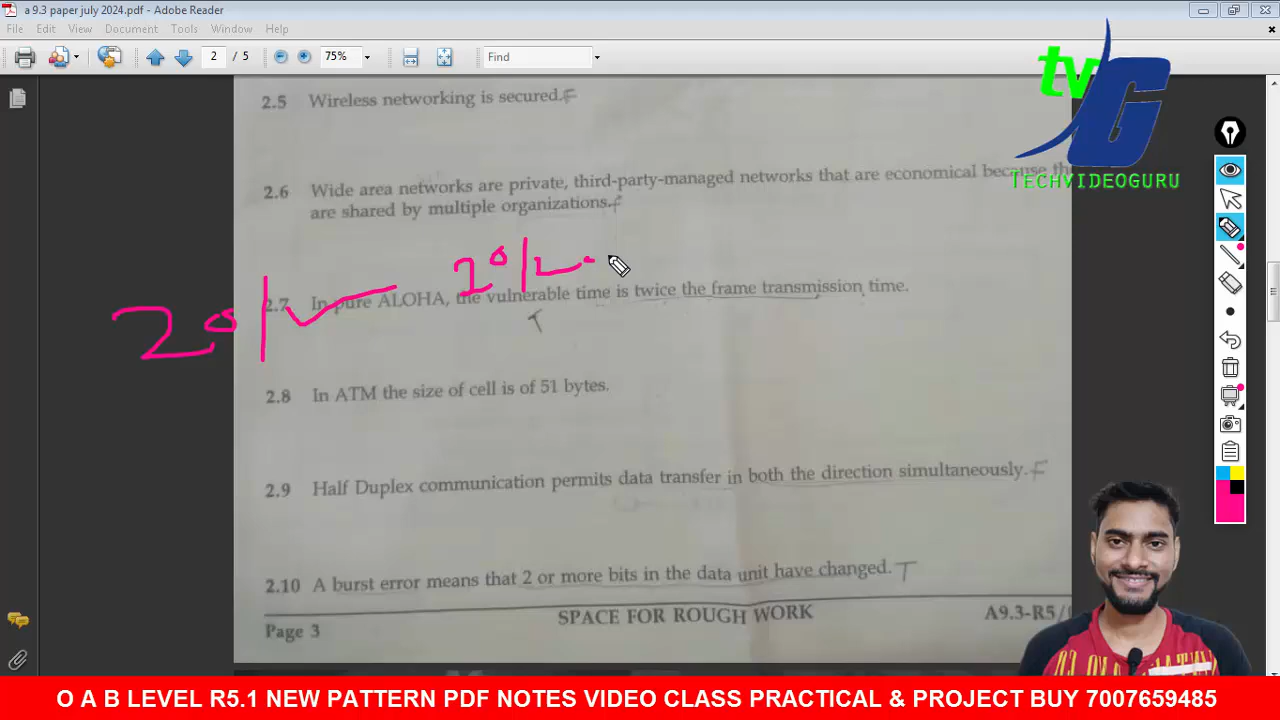 a 9.3 paper july 2024.pdf - Adobe Reader
File Edit View Document Tools Window Help
2 / 5 75% Find
tv G
TECHVIDEOGURU
2.5 Wireless networking is secured. F
2.6 Wide area networks are private, third-party-managed networks that are economical because
are shared by multiple organizations. F
2.7 In pure ALOHA, the vulnerable time is twice the frame transmission time.
T
2.8 In ATM the size of cell is of 51 bytes.
2.9 Half Duplex communication permits data transfer in both the direction simultaneously. F
2.10 A burst error means that 2 or more bits in the data unit have changed. T
SPACE FOR ROUGH WORK
Page 3 A9.3-R5/
O A B LEVEL R5.1 NEW PATTERN PDF NOTES VIDEO CLASS PRACTICAL & PROJECT BUY 7007659485